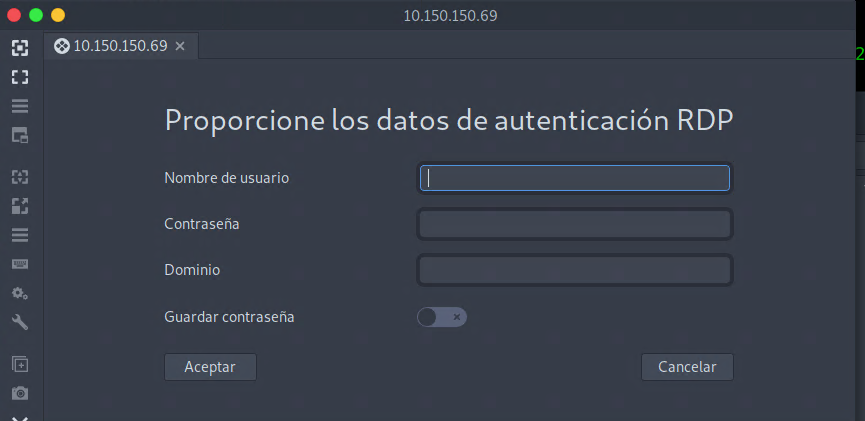 10.150.150.69
10.150.150.69
Proporcione los datos de autenticación RDP
Nombre de usuario
Contraseña
Dominio
Guardar contraseña
Aceptar Cancelar
2